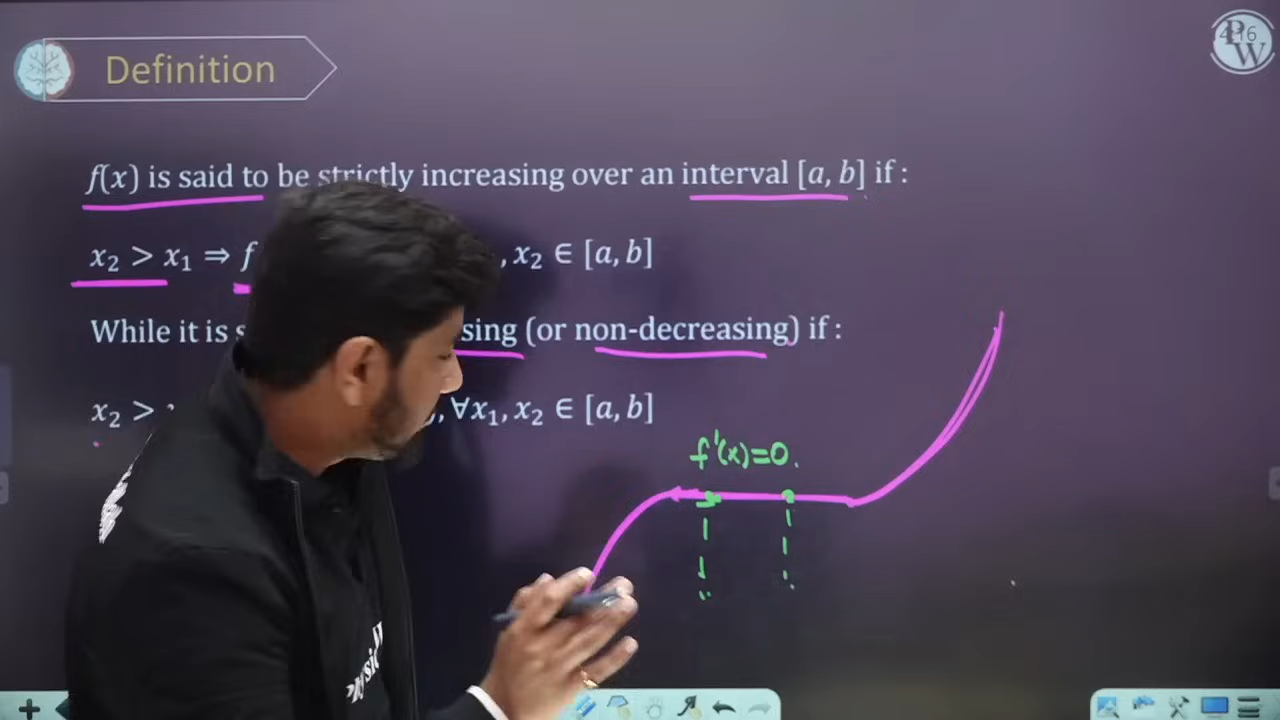 Definition
PW
f(x) is said to be strictly increasing over an interval [a, b] if :
x₂ > x₁ ⇒ f , x₂ ∈ [a, b]
While it is s sing (or non-decreasing) if :
x₂ > , ∀x₁, x₂ ∈ [a, b]
f'(x)=0.